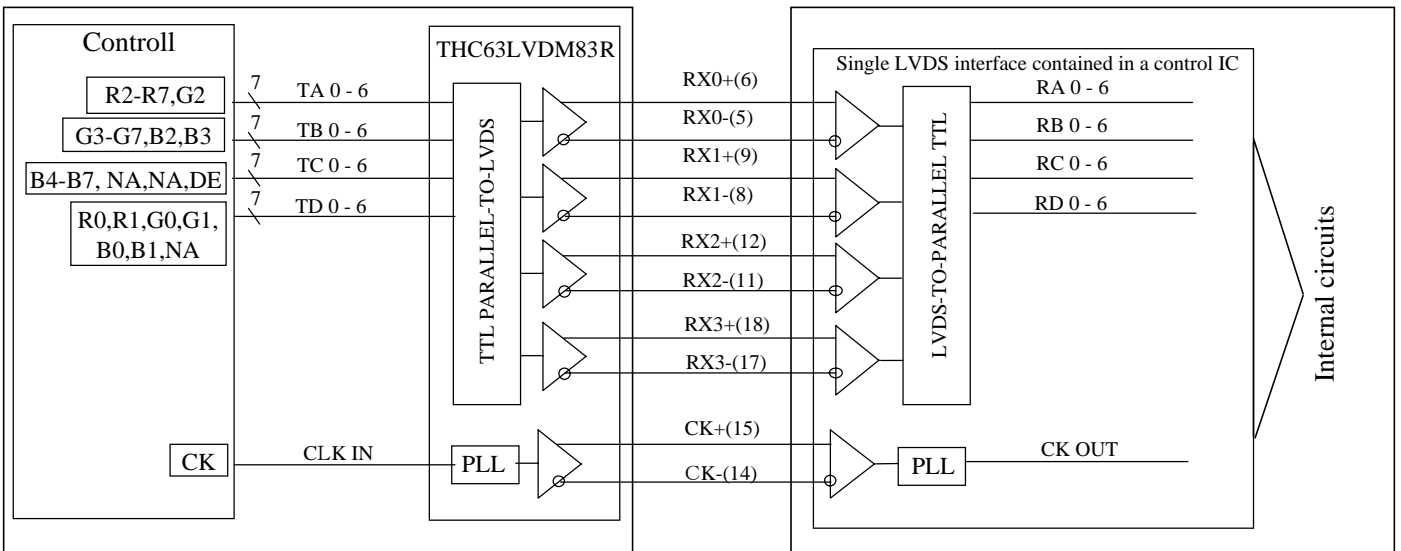 Controll
R2-R7,G2
G3-G7,B2,B3
B4-B7, NA,NA,DE
R0,R1,G0,G1,
B0,B1,NA
CK
7
TA 0 - 6
7
TB 0 - 6
7
TC 0 - 6
7
TD 0 - 6
CLK IN
THC63LVDM83R
TTL PARALLEL-TO-LVDS
PLL
RX0+(6)
RX0-(5)
RX1+(9)
RX1-(8)
RX2+(12)
RX2-(11)
RX3+(18)
RX3-(17)
CK+(15)
CK-(14)
Single LVDS interface contained in a control IC
LVDS-TO-PARALLEL TTL
PLL
RA 0 - 6
RB 0 - 6
RC 0 - 6
RD 0 - 6
CK OUT
Internal circuits